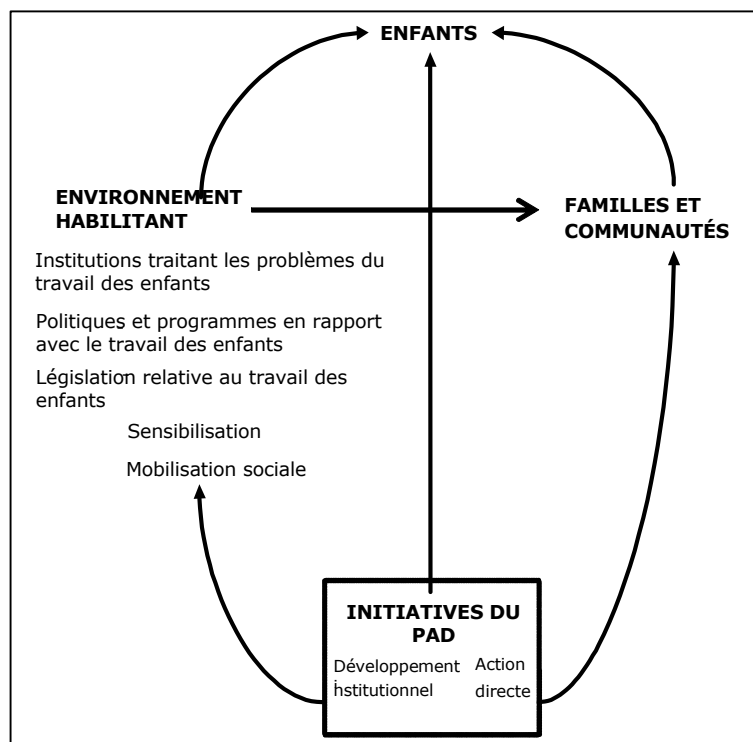 ENFANTS
ENVIRONNEMENT
HABILITANT
FAMILLES ET
COMMUNAUTÉS
Institutions traitant les problèmes du
travail des enfants
Politiques et programmes en rapport
avec le travail des enfants
Législation relative au travail des
enfants
Sensibilisation
Mobilisation sociale
INITIATIVES DU
PAD
Développement
institutionnel
Action
directe